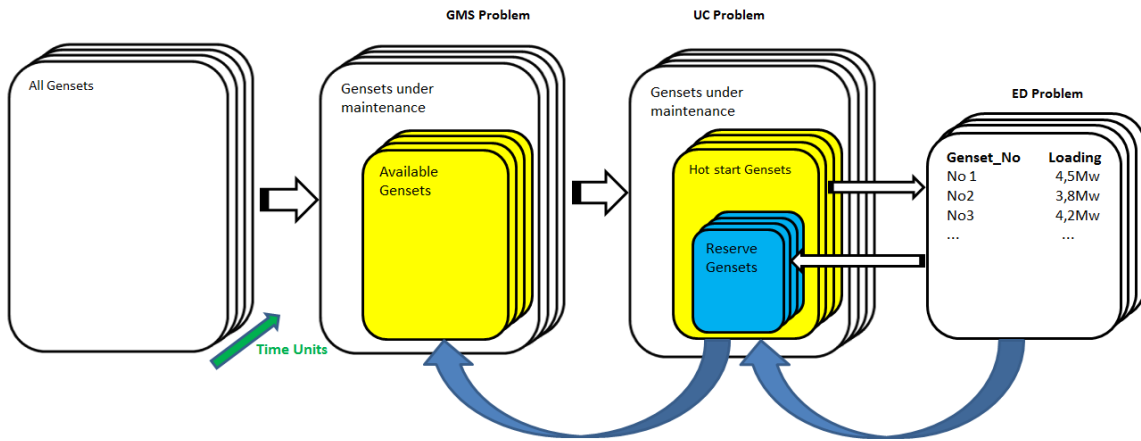 GMS Problem
UC Problem
All Gensets
Gensets under
maintenance
Available
Gensets
Gensets under
maintenance
Hot start Gensets
Reserve
Gensets
ED Problem
Genset_No Loading
No 1 4,5Mw
No2 3,8Mw
No3 4,2Mw
... ...
Time Units